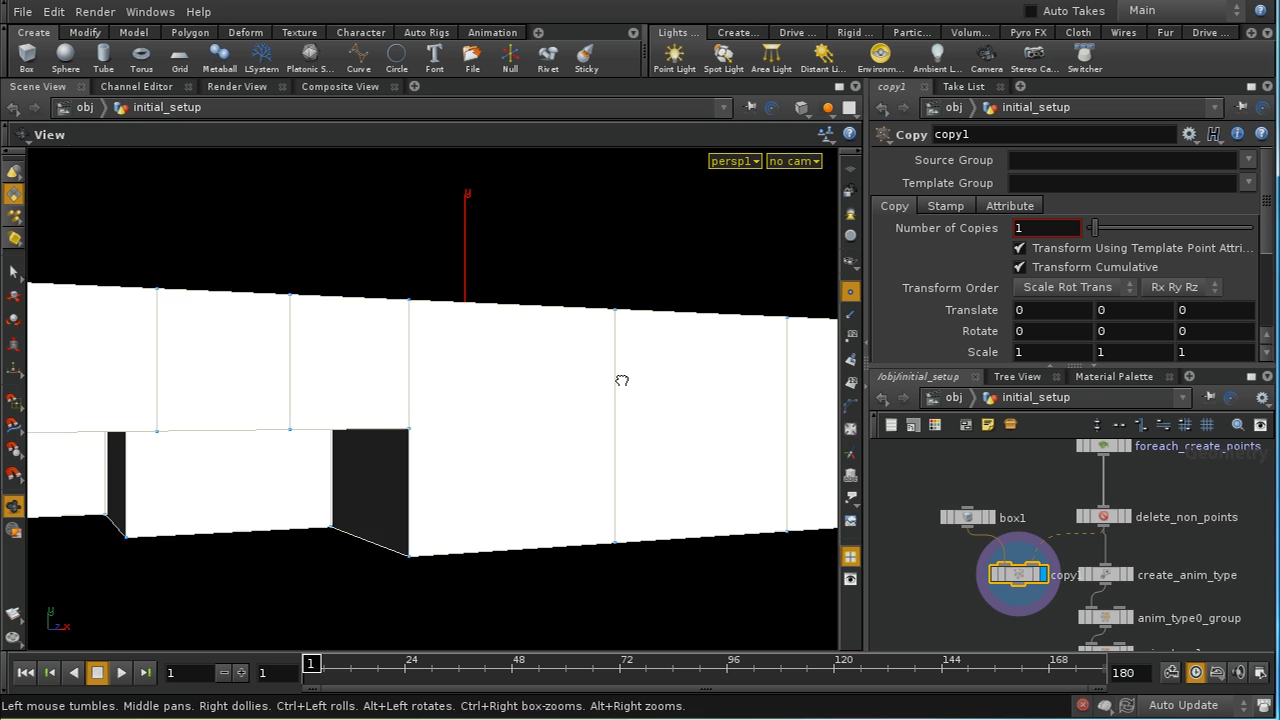 File Edit Render Windows Help Auto Takes Main
Create Modify Model Polygon Deform Texture Character Auto Rigs Animation Lights ... Create... Drive ... Rigid ... Partic... Volum... Pyro FX Cloth Wires Fur Drive ...
Box Sphere Tube Torus Grid Metaball LSystem Platonic S... Curve Circle Font File Null Rivet Sticky Point Light Spot Light Area Light Distant Li... Environm... Ambient L... Camera Stereo Ca... Switcher
Scene View Channel Editor Render View Composite View copy1 Take List
obj initial_setup obj initial_setup
View Copy copy1
persp1 no cam
Source Group
Template Group
Copy Stamp Attribute
Number of Copies 1
Transform Using Template Point Attri...
Transform Cumulative
Transform Order Scale Rot Trans Rx Ry Rz
Translate 0 0 0
Rotate 0 0 0
Scale 1 1 1
/obj/initial_setup Tree View Material Palette
obj initial_setup
foreach_create_points
Geometry
box1 delete_non_points
copy1 create_anim_type
anim_type0_group
y
y
z x
1 1 1 24 48 72 96 120 144 168 180
Left mouse tumbles. Middle pans. Right dollies. Ctrl+Left rolls. Alt+Left rotates. Ctrl+Right box-zooms. Alt+Right zooms. Auto Update